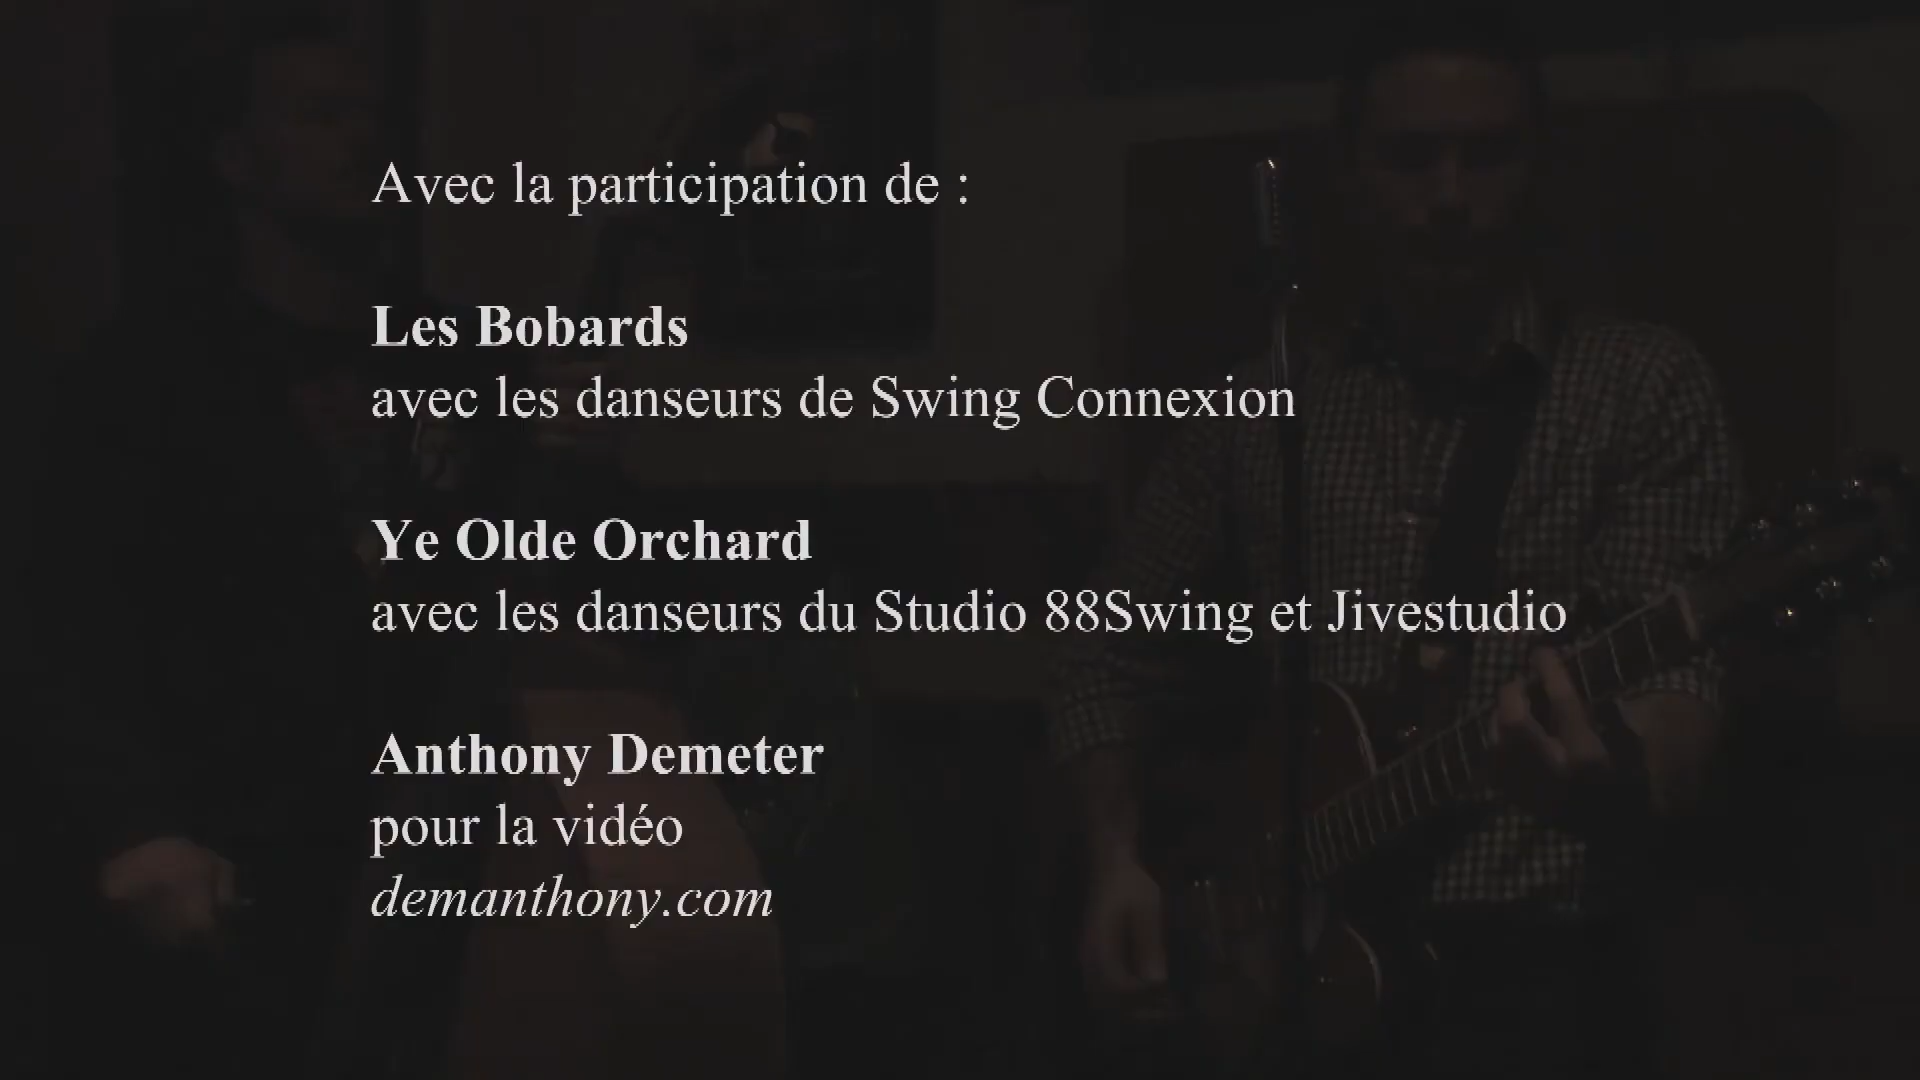 Avec la participation de :
Les Bobards
avec les danseurs de Swing Connexion
Ye Olde Orchard
avec les danseurs du Studio 88Swing et Jivestudio
Anthony Demeter
pour la vidéo
demanthony.com